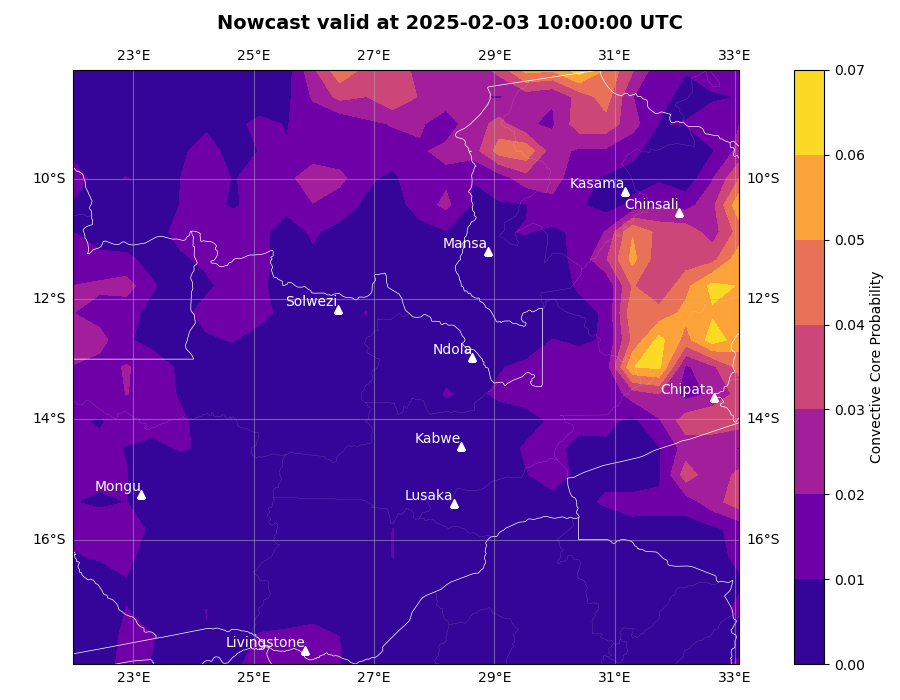 Nowcast valid at 2025-02-03 10:00:00 UTC
23°E 25°E 27°E 29°E 31°E 33°E
0.07
0.06
10°S Kasama 10°S
Chinsali
0.05
Mansa
12°S Solwezi 12°S
0.04
Ndola
Chipata
0.03
14°S 14°S
Kabwe
Mongu
Lusaka
0.02
16°S 16°S
0.01
Livingstone
0.00
23°E 25°E 27°E 29°E 31°E 33°E
Convective Core Probability